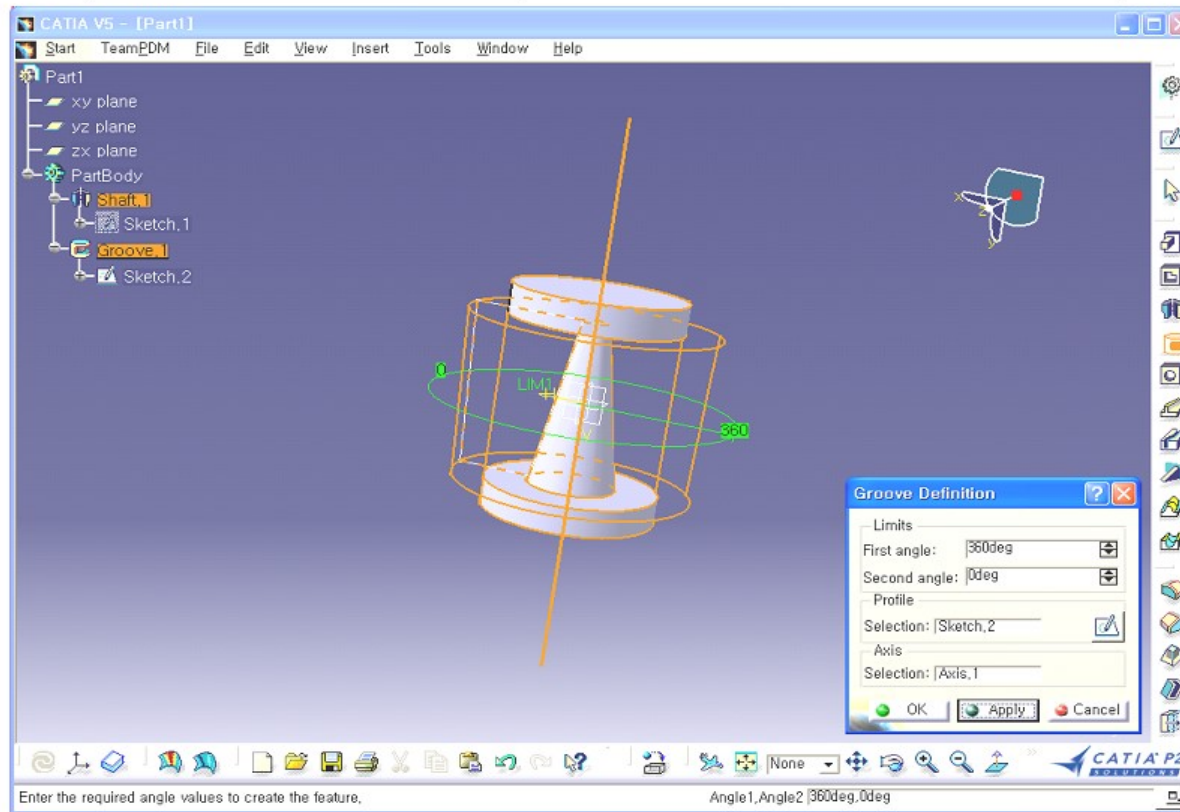 CATIA V5 - [Part1]
Start TeamPDM File Edit View Insert Tools Window Help
Part1
xy plane
yz plane
zx plane
PartBody
Shaft.1
Sketch.1
Groove.1
Sketch.2
x
z
y
0
LIM1
360
Groove Definition
Limits
First angle: 360deg
Second angle: 0deg
Profile
Selection: Sketch.2
Axis
Selection: Axis.1
OK Apply Cancel
None
CATIA P2
SOLUTIONS
Enter the required angle values to create the feature. Angle1,Angle2 360deg,0deg